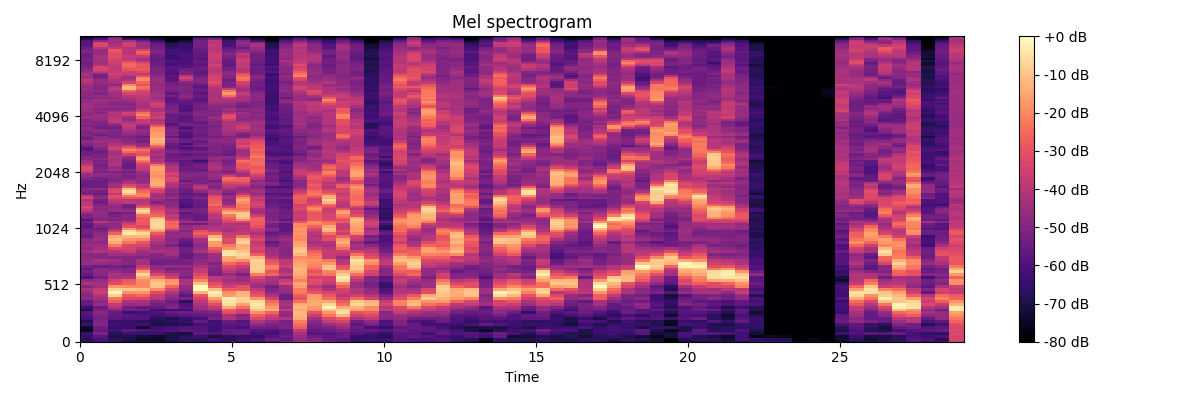 Mel spectrogram
+0 dB
8192
-10 dB
4096
-20 dB
-30 dB
2048
Hz
-40 dB
1024
-50 dB
-60 dB
512
-70 dB
0
-80 dB
0 5 10 15 20 25
Time